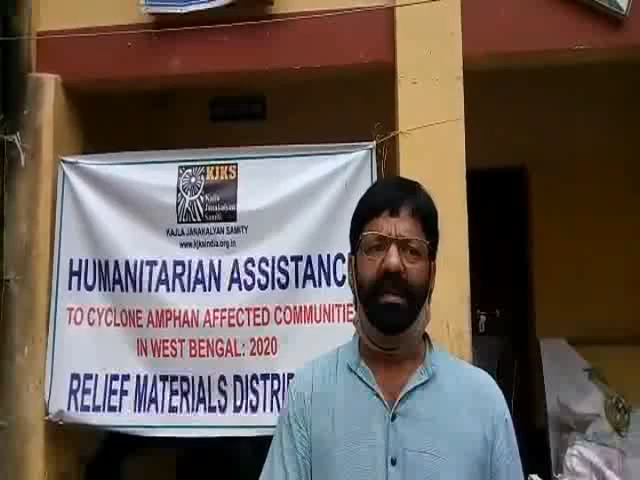 KJKS
Kajla
Janakalyan
Samiti
KAJLA JANAKALYAN SAMITY
www.kjksindia.org.in
HUMANITARIAN ASSISTANC
TO CYCLONE AMPHAN AFFECTED COMMUNITIE
IN WEST BENGAL: 2020
RELIEF MATERIALS DISTRI